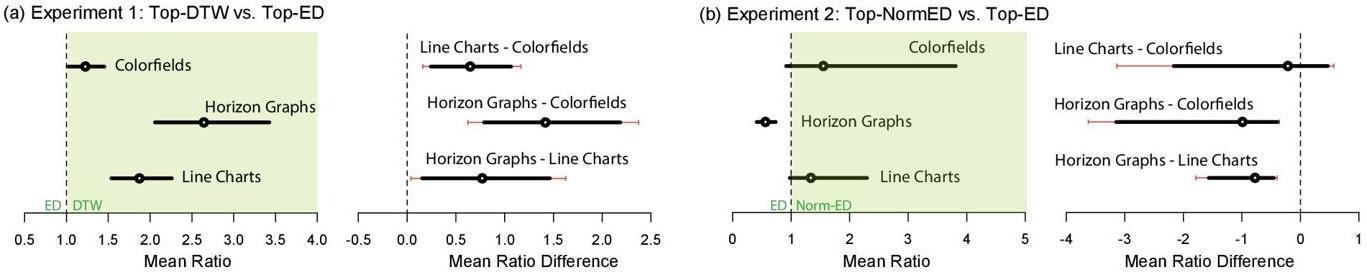 (a) Experiment 1: Top-DTW vs. Top-ED
Colorfields
Horizon Graphs
Line Charts
ED DTW
0.5 1.0 1.5 2.0 2.5 3.0 3.5 4.0
Mean Ratio
Line Charts - Colorfields
Horizon Graphs - Colorfields
Horizon Graphs - Line Charts
-0.5 0.0 0.5 1.0 1.5 2.0 2.5
Mean Ratio Difference
(b) Experiment 2: Top-NormED vs. Top-ED
Colorfields
Horizon Graphs
Line Charts
ED Norm-ED
0 1 2 3 4 5
Mean Ratio
Line Charts - Colorfields
Horizon Graphs - Colorfields
Horizon Graphs - Line Charts
-4 -3 -2 -1 0 1
Mean Ratio Difference